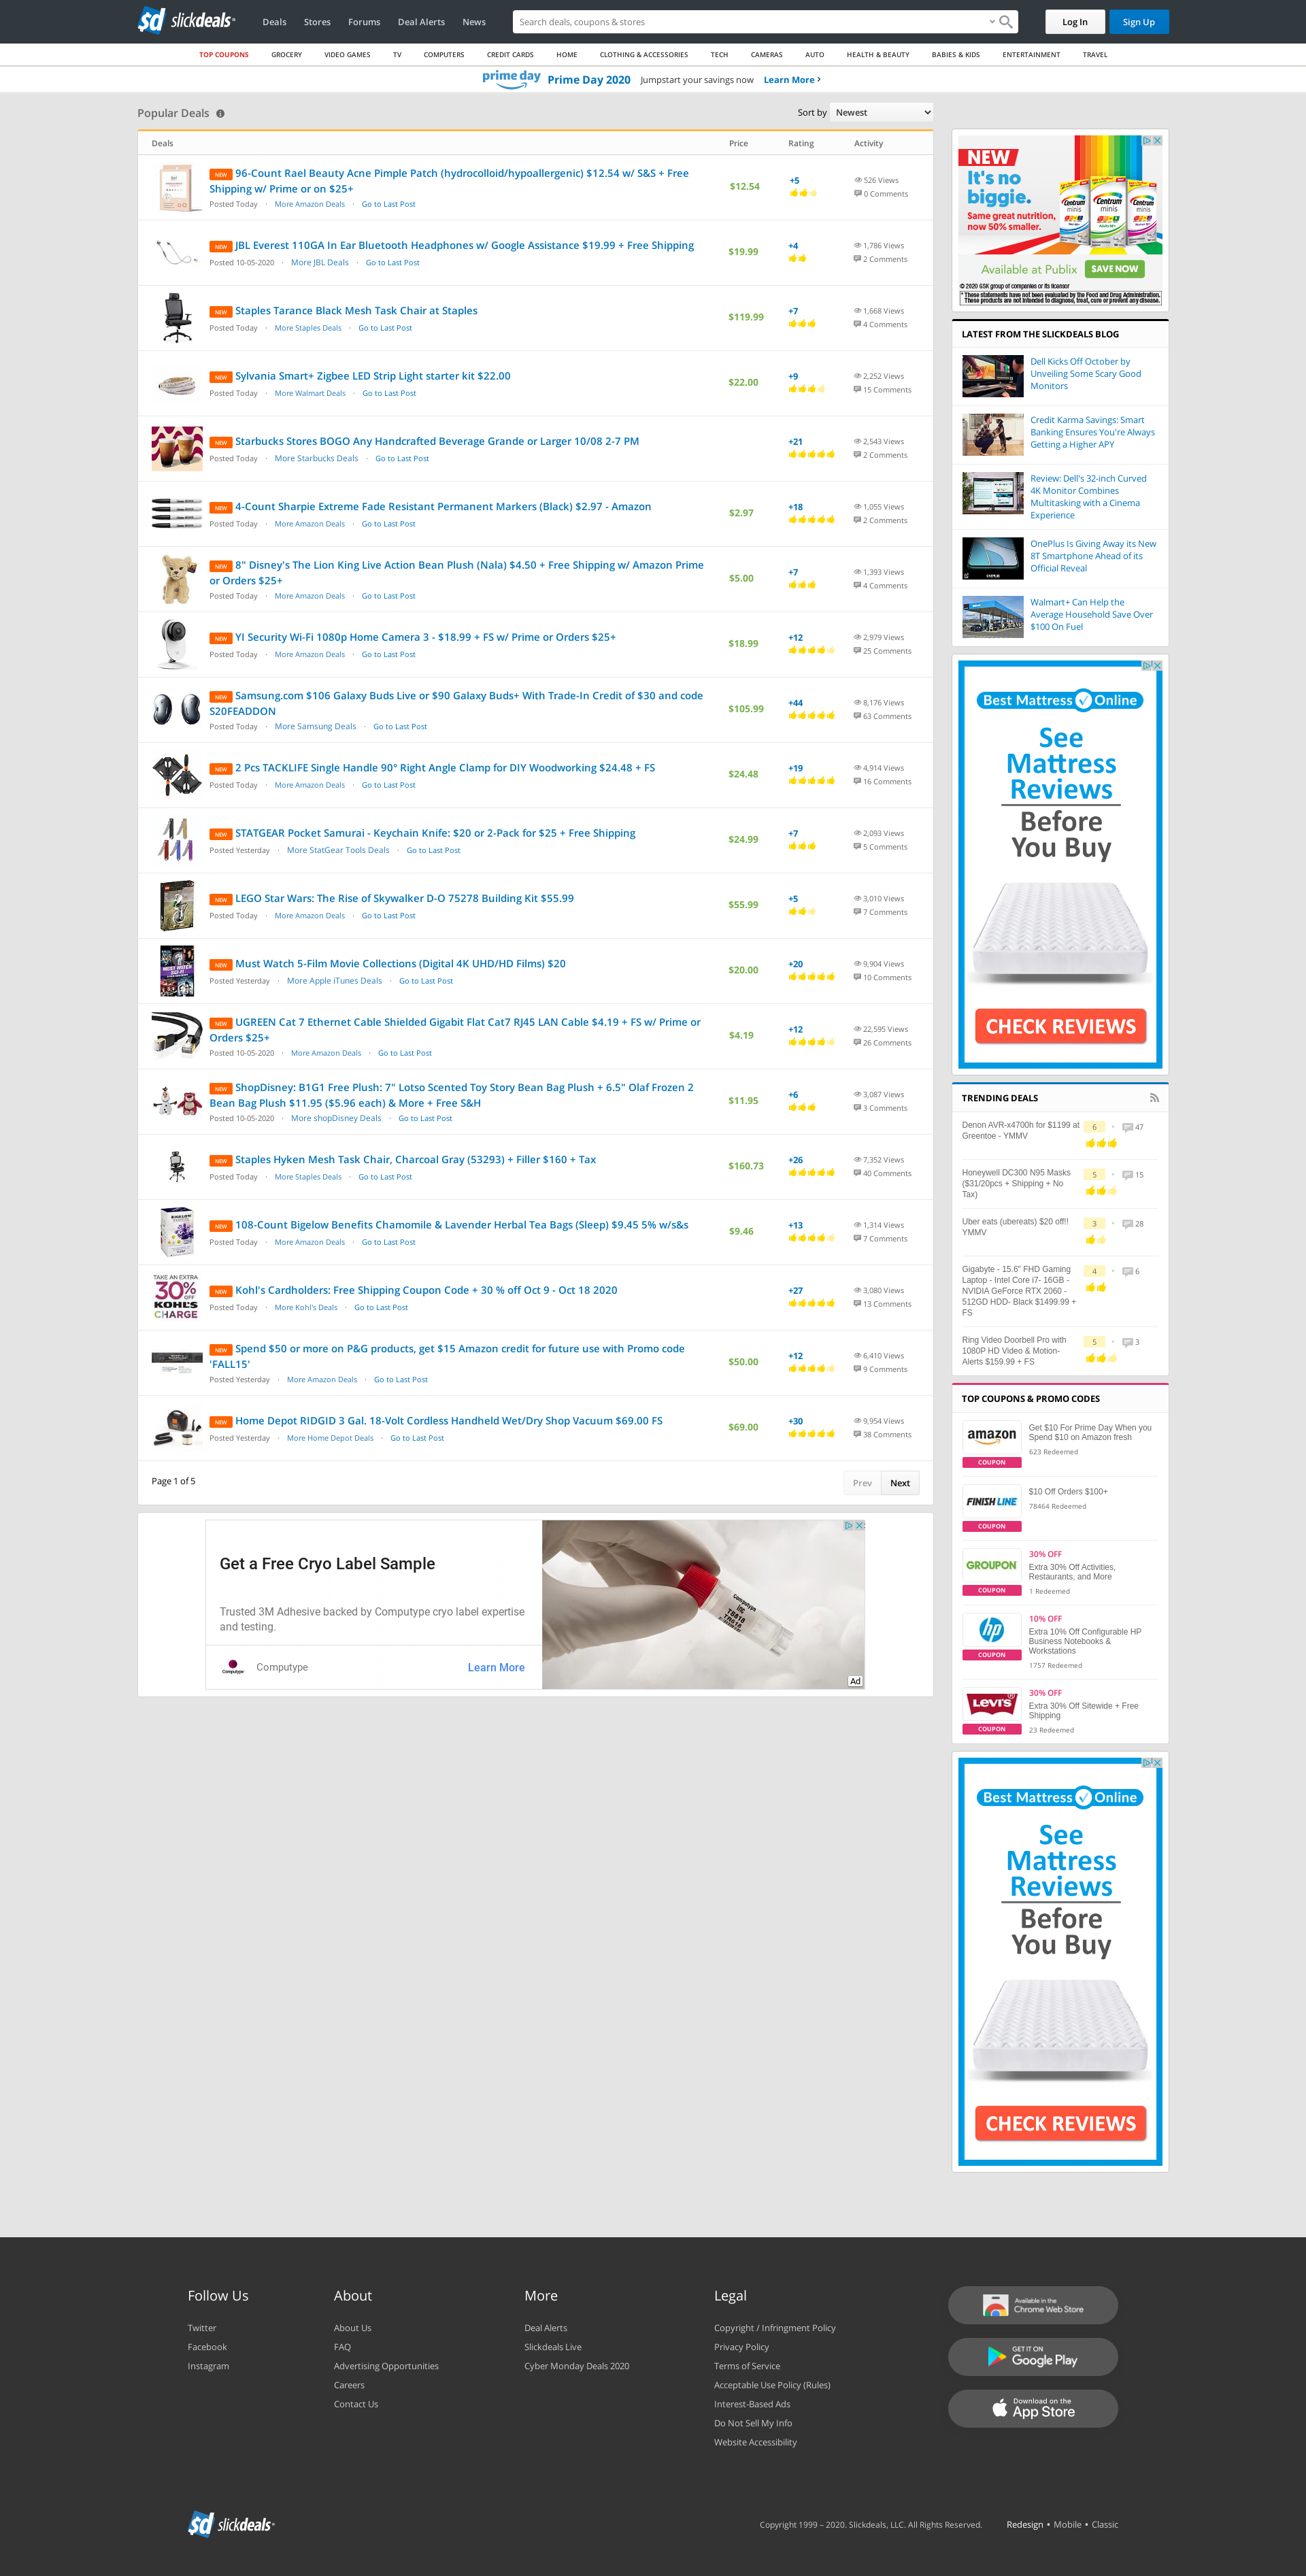 slickdeals
Deals Stores Forums Deal Alerts News
Search deals, coupons & stores
Log In
Sign Up
TOP COUPONS GROCERY VIDEO GAMES TV COMPUTERS CREDIT CARDS HOME CLOTHING & ACCESSORIES TECH CAMERAS AUTO HEALTH & BEAUTY BABIES & KIDS ENTERTAINMENT TRAVEL
prime day Prime Day 2020 Jumpstart your savings now Learn More
Popular Deals
Sort by Newest
Deals Price Rating Activity
NEW 96-Count Rael Beauty Acne Pimple Patch (hydrocolloid/hypoallergenic) $12.54 w/ S&S + Free
Shipping w/ Prime or on $25+
Posted Today · More Amazon Deals · Go to Last Post
$12.54
+5
526 Views
0 Comments
NEW JBL Everest 110GA In Ear Bluetooth Headphones w/ Google Assistance $19.99 + Free Shipping
Posted 10-05-2020 · More JBL Deals · Go to Last Post
$19.99
+4
1,786 Views
2 Comments
NEW Staples Tarance Black Mesh Task Chair at Staples
Posted Today · More Staples Deals · Go to Last Post
$119.99
+7
1,668 Views
4 Comments
NEW Sylvania Smart+ Zigbee LED Strip Light starter kit $22.00
Posted Today · More Walmart Deals · Go to Last Post
$22.00
+9
2,252 Views
15 Comments
NEW Starbucks Stores BOGO Any Handcrafted Beverage Grande or Larger 10/08 2-7 PM
Posted Today · More Starbucks Deals · Go to Last Post
+21
2,543 Views
2 Comments
NEW 4-Count Sharpie Extreme Fade Resistant Permanent Markers (Black) $2.97 - Amazon
Posted Today · More Amazon Deals · Go to Last Post
$2.97
+18
1,055 Views
2 Comments
NEW 8" Disney's The Lion King Live Action Bean Plush (Nala) $4.50 + Free Shipping w/ Amazon Prime
or Orders $25+
Posted Today · More Amazon Deals · Go to Last Post
$5.00
+7
1,393 Views
4 Comments
NEW YI Security Wi-Fi 1080p Home Camera 3 - $18.99 + FS w/ Prime or Orders $25+
Posted Today · More Amazon Deals · Go to Last Post
$18.99
+12
2,979 Views
25 Comments
NEW Samsung.com $106 Galaxy Buds Live or $90 Galaxy Buds+ With Trade-In Credit of $30 and code
S20FEADDON
Posted Today · More Samsung Deals · Go to Last Post
$105.99
+44
8,176 Views
63 Comments
NEW 2 Pcs TACKLIFE Single Handle 90° Right Angle Clamp for DIY Woodworking $24.48 + FS
Posted Today · More Amazon Deals · Go to Last Post
$24.48
+19
4,914 Views
16 Comments
NEW STATGEAR Pocket Samurai - Keychain Knife: $20 or 2-Pack for $25 + Free Shipping
Posted Yesterday · More StatGear Tools Deals · Go to Last Post
$24.99
+7
2,093 Views
5 Comments
NEW LEGO Star Wars: The Rise of Skywalker D-O 75278 Building Kit $55.99
Posted Today · More Amazon Deals · Go to Last Post
$55.99
+5
3,010 Views
7 Comments
NEW Must Watch 5-Film Movie Collections (Digital 4K UHD/HD Films) $20
Posted Yesterday · More Apple iTunes Deals · Go to Last Post
$20.00
+20
9,904 Views
10 Comments
NEW UGREEN Cat 7 Ethernet Cable Shielded Gigabit Flat Cat7 RJ45 LAN Cable $4.19 + FS w/ Prime or
Orders $25+
Posted 10-05-2020 · More Amazon Deals · Go to Last Post
$4.19
+12
22,595 Views
26 Comments
NEW ShopDisney: B1G1 Free Plush: 7" Lotso Scented Toy Story Bean Bag Plush + 6.5" Olaf Frozen 2
Bean Bag Plush $11.95 ($5.96 each) & More + Free S&H
Posted 10-05-2020 · More shopDisney Deals · Go to Last Post
$11.95
+6
3,087 Views
3 Comments
NEW Staples Hyken Mesh Task Chair, Charcoal Gray (53293) + Filler $160 + Tax
Posted Today · More Staples Deals · Go to Last Post
$160.73
+26
7,352 Views
40 Comments
NEW 108-Count Bigelow Benefits Chamomile & Lavender Herbal Tea Bags (Sleep) $9.45 5% w/s&s
Posted Today · More Amazon Deals · Go to Last Post
$9.46
+13
1,314 Views
7 Comments
TAKE AN EXTRA
30% OFF
KOHL'S
CHARGE
NEW Kohl's Cardholders: Free Shipping Coupon Code + 30 % off Oct 9 - Oct 18 2020
Posted Today · More Kohl's Deals · Go to Last Post
+27
3,080 Views
13 Comments
NEW Spend $50 or more on P&G products, get $15 Amazon credit for future use with Promo code
'FALL15'
Posted Yesterday · More Amazon Deals · Go to Last Post
$50.00
+12
6,410 Views
9 Comments
NEW Home Depot RIDGID 3 Gal. 18-Volt Cordless Handheld Wet/Dry Shop Vacuum $69.00 FS
Posted Yesterday · More Home Depot Deals · Go to Last Post
$69.00
+30
9,954 Views
38 Comments
Page 1 of 5
Prev Next
Get a Free Cryo Label Sample
Trusted 3M Adhesive backed by Computype cryo label expertise
and testing.
Computype
Learn More
Ad
NEW
It's no
biggie.
Same great nutrition,
now 50% smaller.
Centrum minis
Available at Publix
SAVE NOW
© 2020 GSK group of companies or its licensor
* These statements have not been evaluated by the Food and Drug Administration.
These products are not intended to diagnose, treat, cure or prevent any disease.
LATEST FROM THE SLICKDEALS BLOG
Dell Kicks Off October by
Unveiling Some Scary Good
Monitors
Credit Karma Savings: Smart
Banking Ensures You're Always
Getting a Higher APY
Review: Dell's 32-inch Curved
4K Monitor Combines
Multitasking with a Cinema
Experience
OnePlus Is Giving Away its New
8T Smartphone Ahead of its
Official Reveal
Walmart+ Can Help the
Average Household Save Over
$100 On Fuel
Best Mattress Online
See
Mattress
Reviews
Before
You Buy
CHECK REVIEWS
TRENDING DEALS
Denon AVR-x4700h for $1199 at
Greentoe - YMMV
6 · 47
Honeywell DC300 N95 Masks
($31/20pcs + Shipping + No
Tax)
5 · 15
Uber eats (ubereats) $20 off!!
YMMV
3 · 28
Gigabyte - 15.6" FHD Gaming
Laptop - Intel Core i7- 16GB -
NVIDIA GeForce RTX 2060 -
512GD HDD- Black $1499.99 +
FS
4 · 6
Ring Video Doorbell Pro with
1080P HD Video & Motion-
Alerts $159.99 + FS
5 · 3
TOP COUPONS & PROMO CODES
amazon
COUPON
Get $10 For Prime Day When you
Spend $10 on Amazon fresh
623 Redeemed
FINISH LINE
COUPON
$10 Off Orders $100+
78464 Redeemed
GROUPON
COUPON
30% OFF
Extra 30% Off Activities,
Restaurants, and More
1 Redeemed
hp
COUPON
10% OFF
Extra 10% Off Configurable HP
Business Notebooks &
Workstations
1757 Redeemed
LEVI'S
COUPON
30% OFF
Extra 30% Off Sitewide + Free
Shipping
23 Redeemed
Best Mattress Online
See
Mattress
Reviews
Before
You Buy
CHECK REVIEWS
Follow Us
Twitter
Facebook
Instagram
About
About Us
FAQ
Advertising Opportunities
Careers
Contact Us
More
Deal Alerts
Slickdeals Live
Cyber Monday Deals 2020
Legal
Copyright / Infringment Policy
Privacy Policy
Terms of Service
Acceptable Use Policy (Rules)
Interest-Based Ads
Do Not Sell My Info
Website Accessibility
Available in the
Chrome Web Store
GET IT ON
Google Play
Download on the
App Store
slickdeals
Copyright 1999 – 2020. Slickdeals, LLC. All Rights Reserved.
Redesign • Mobile • Classic